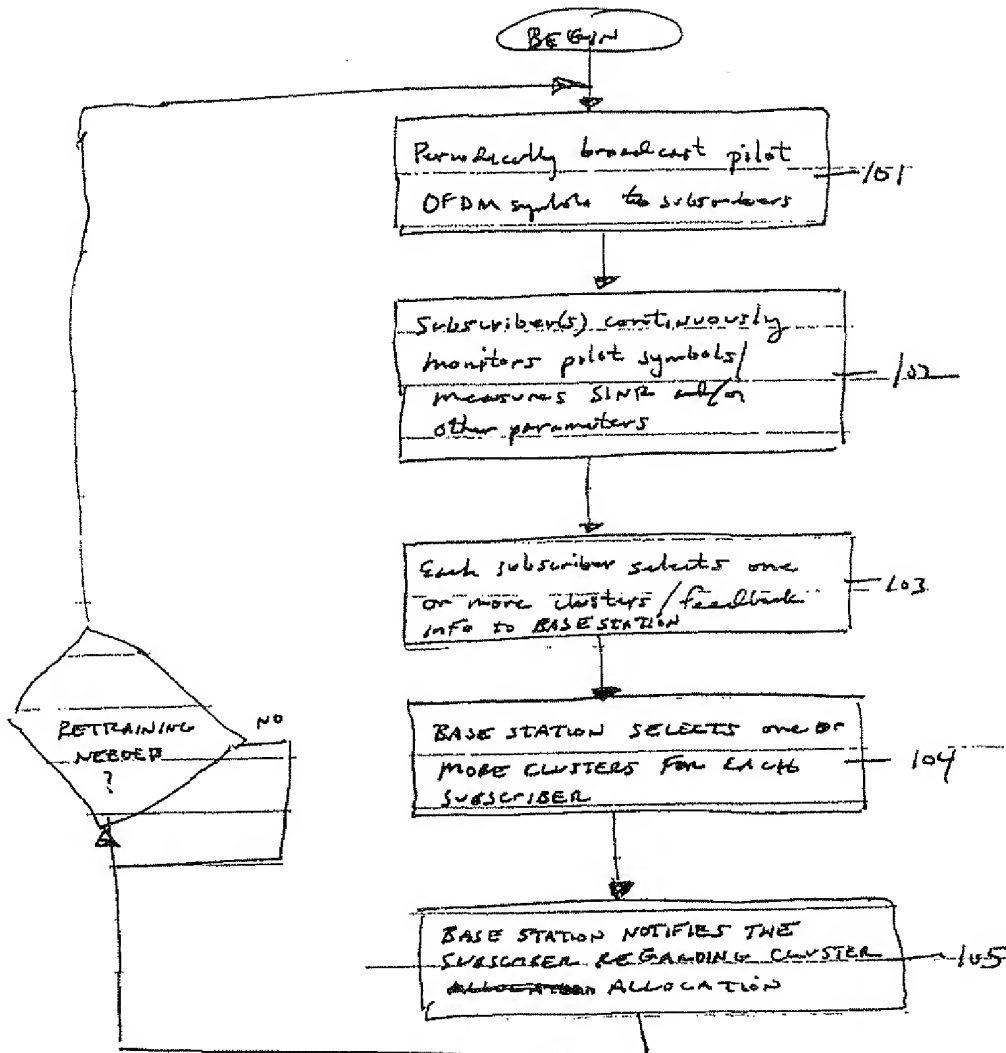 BEGIN
Periodically broadcast pilot
OFDM symbols to subscribers
101
Subscriber(s) continuously
monitors pilot symbols/
measures SINR and/or
other parameters
102
Each subscriber selects one
or more clusters/feedback
info to BASE STATION
103
BASE STATION SELECTS one or
MORE CLUSTERS FOR EACH
SUBSCRIBER
104
BASE STATION NOTIFIES THE
SUBSCRIBER REGARDING CLUSTER
ALLOCATION
105
RETRAINING
NEEDED
?
NO